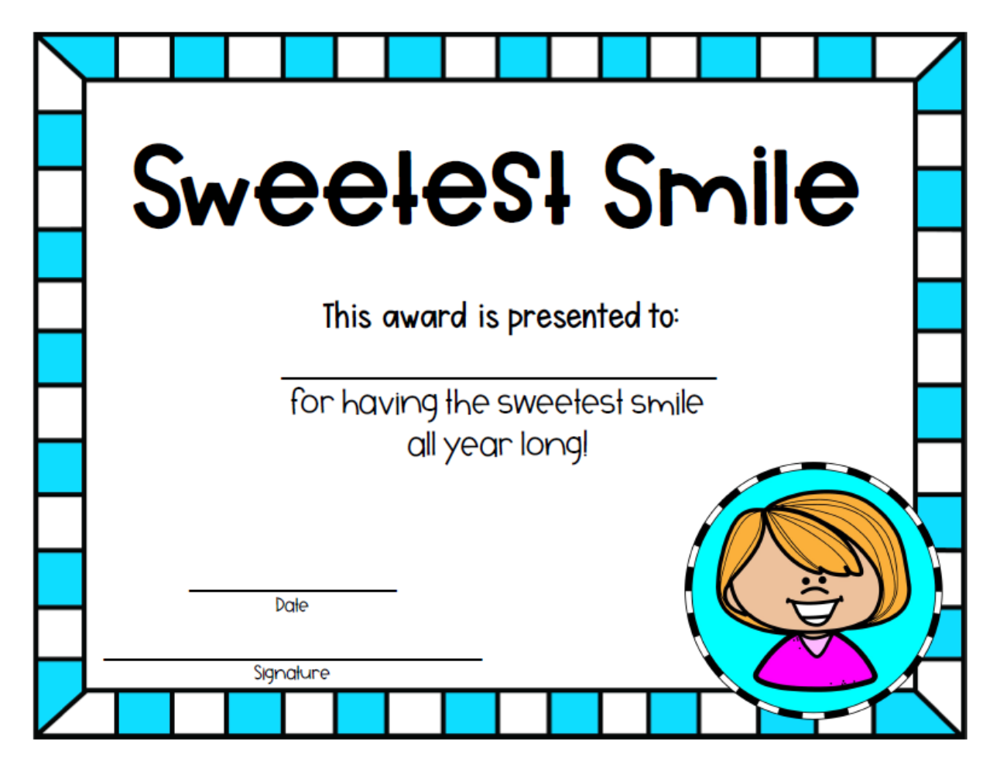 Sweetest Smile
This award is presented to:
for having the sweetest smile
all year long!
Date
Signature